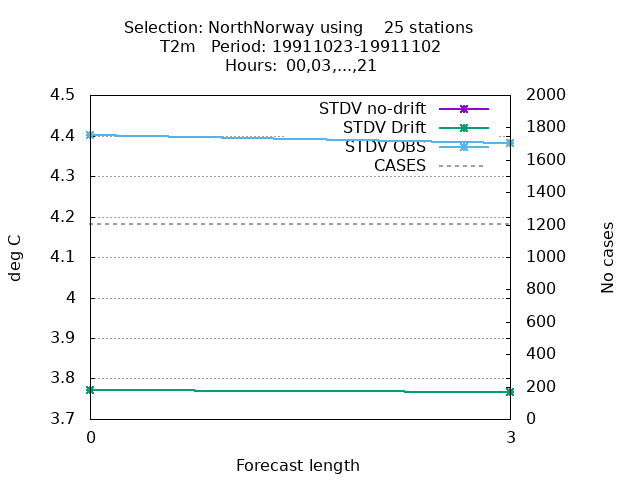 Selection: NorthNorway using    25 stations
T2m   Period: 19911023-19911102
Hours: 00,03,...,21
4.5
4.4
4.3
4.2
4.1
4
3.9
3.8
3.7
2000
1800
1600
1400
1200
1000
800
600
400
200
0
deg C
No cases
STDV no-drift
STDV Drift
STDV OBS
CASES
0
3
Forecast length